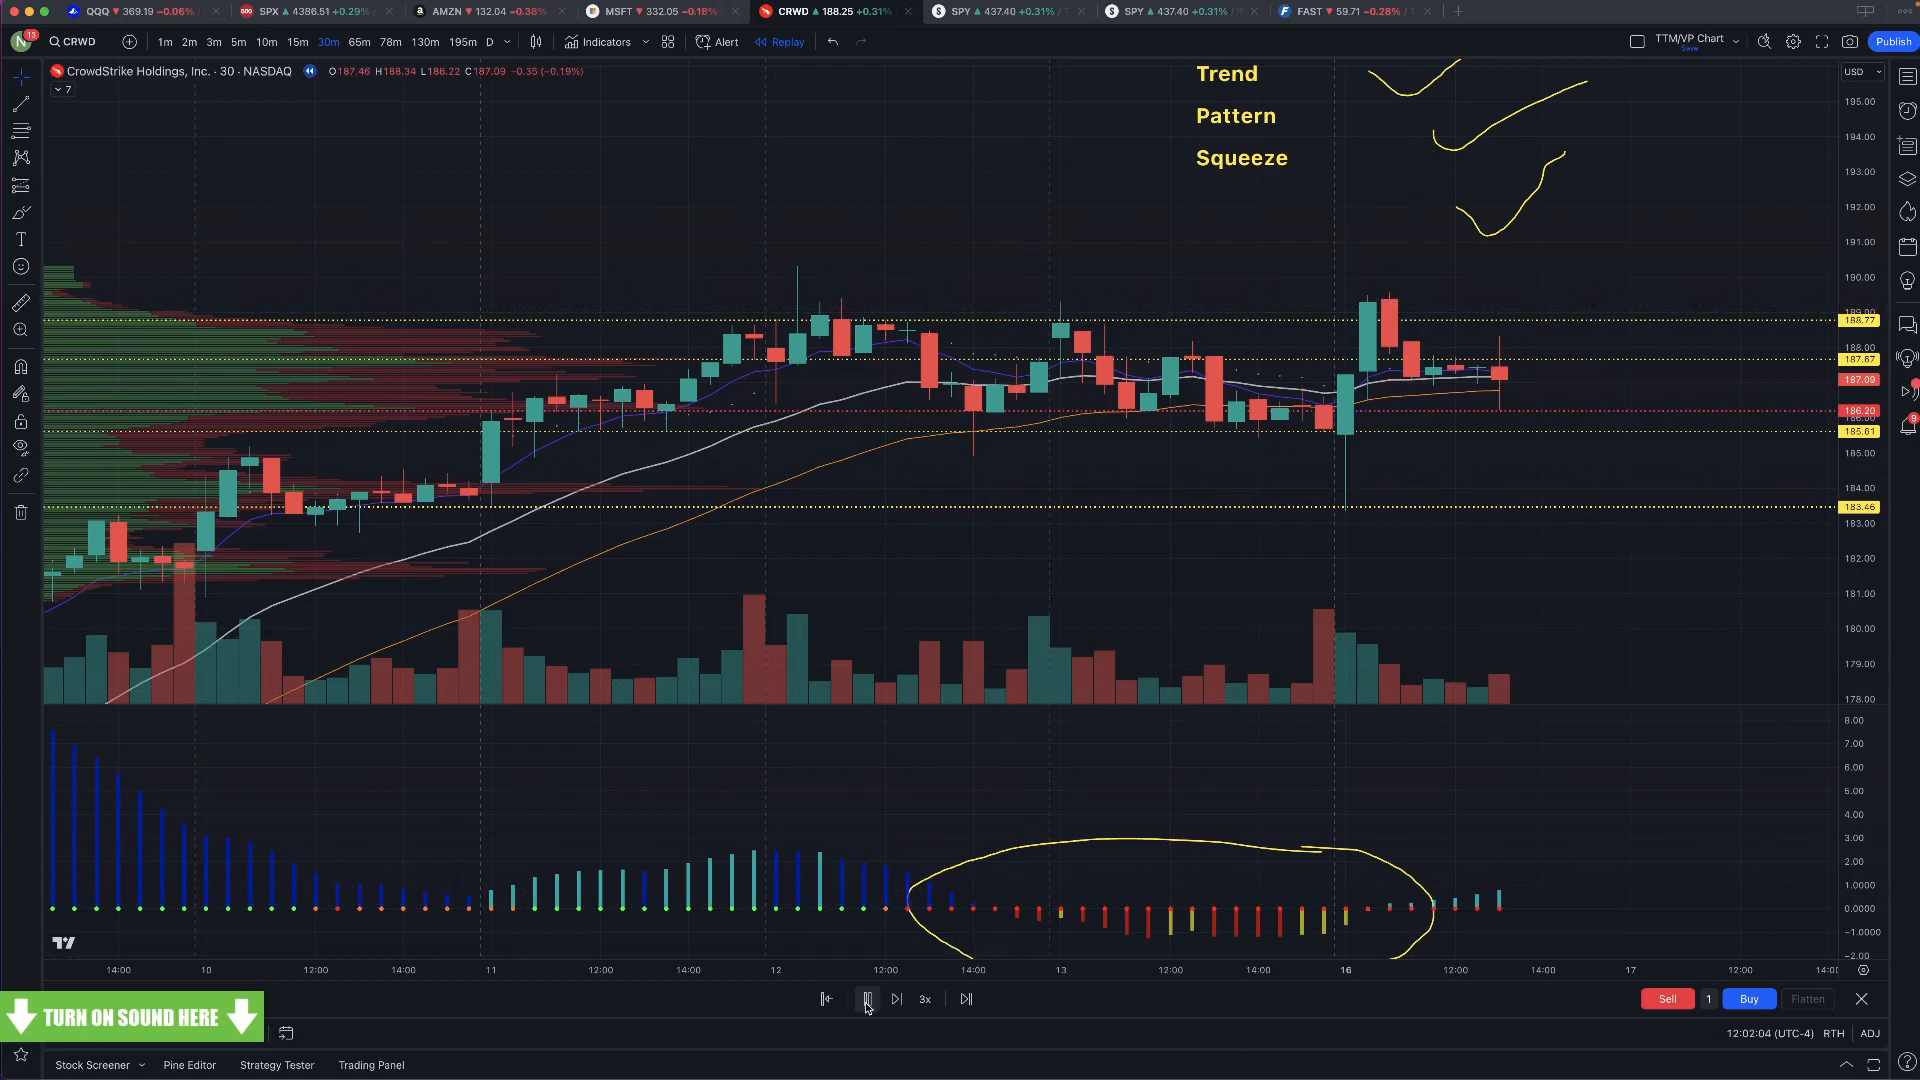 QQQ ▼ 369.19 −0.06%
SPX ▲ 4386.51 +0.29%
AMZN ▼ 132.04 −0.38%
MSFT ▼ 332.05 −0.18%
CRWD ▲ 188.25 +0.31%
SPY ▲ 437.40 +0.31%
SPY ▲ 437.40 +0.31%
FAST ▼ 59.71 −0.28%
N 13 CRWD 1m 2m 3m 5m 10m 15m 30m 65m 78m 130m 195m D Indicators Alert Replay TTM/VP Chart Save Publish
CrowdStrike Holdings, Inc. · 30 · NASDAQ O187.46 H188.34 L186.22 C187.09 −0.35 (−0.19%)
7
USD
Trend
Pattern
Squeeze
195.00
194.00
193.00
192.00
191.00
190.00
189.00
188.77
188.00
187.67
187.09
186.20
186.00
185.61
185.00
184.00
183.46
183.00
182.00
181.00
180.00
179.00
178.00
8.00
7.00
6.00
5.00
4.00
3.00
2.00
1.0000
0.0000
−1.0000
−2.00
9
14:00 10 12:00 14:00 11 12:00 14:00 12 12:00 14:00 13 12:00 14:00 16 12:00 14:00 17 12:00 14:00
3x Sell 1 Buy Flatten
TURN ON SOUND HERE
12:02:04 (UTC-4) RTH ADJ
Stock Screener Pine Editor Strategy Tester Trading Panel